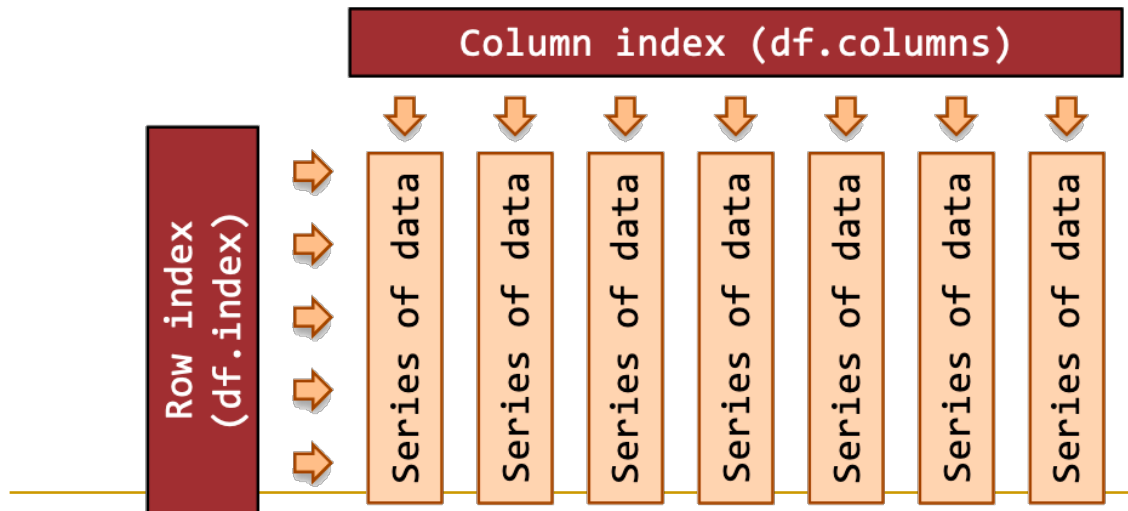 Column index (df.columns)
Row index
(df.index)
Series of data
Series of data
Series of data
Series of data
Series of data
Series of data
Series of data